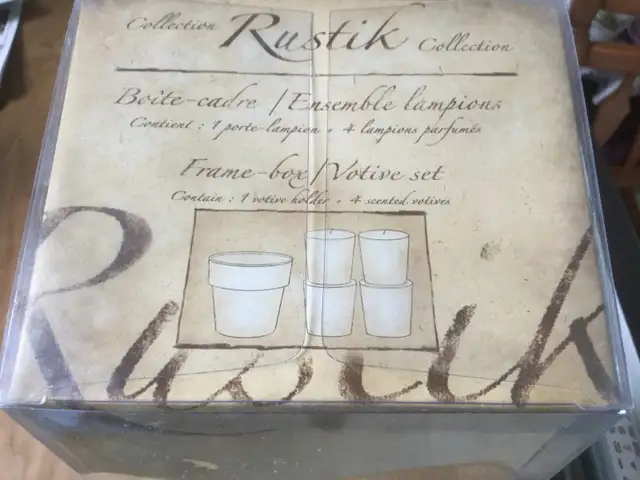 Collection Rustik Collection
Boîte-cadre / Ensemble lampions
Contient : 1 porte-lampion • 4 lampions parfumés
Frame-box / Votive set
Contain : 1 votive holder • 4 scented votives
Rustik